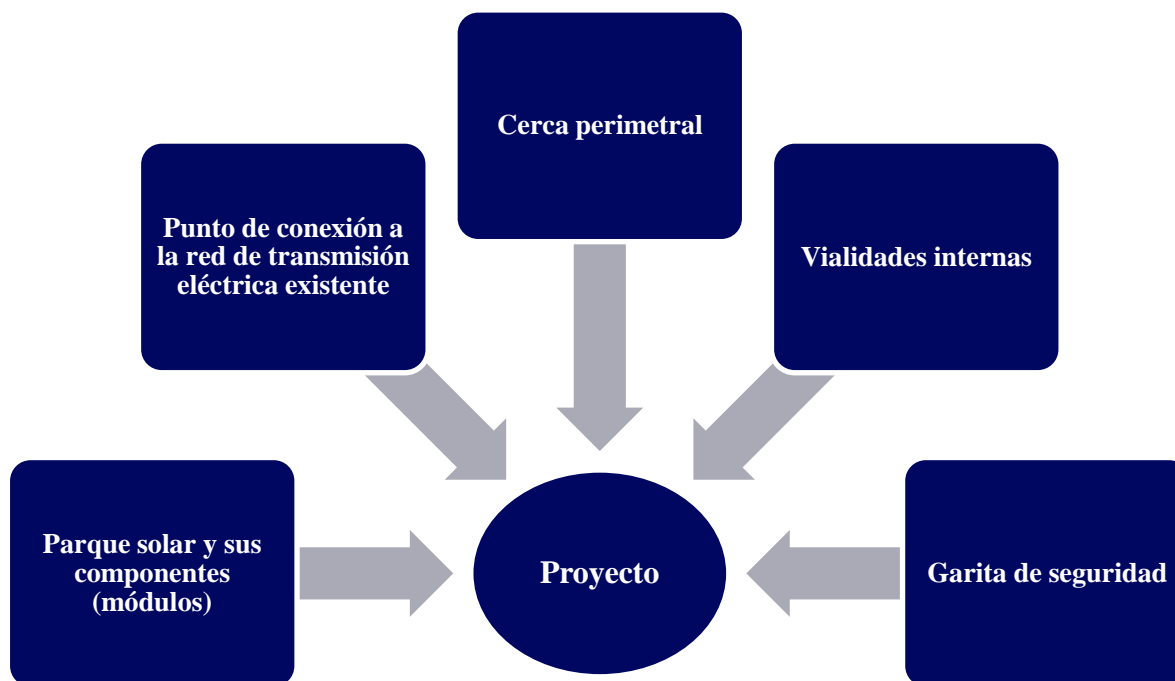 Cerca perimetral
Punto de conexión a
la red de transmisión
eléctrica existente
Vialidades internas
Parque solar y sus
componentes
(módulos)
Proyecto
Garita de seguridad